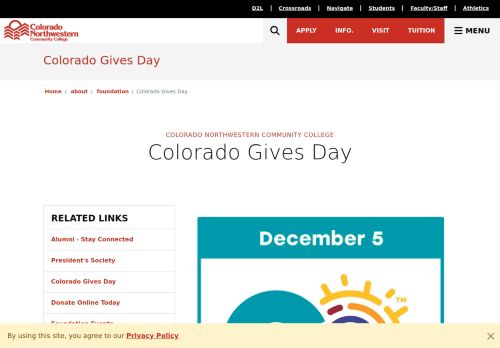 D2L | Crossroads | Navigate | Students | Faculty/Staff | Athletics
Colorado
Northwestern
Community College
APPLY INFO. VISIT TUITION MENU
Colorado Gives Day
Home / about / foundation / Colorado Gives Day
COLORADO NORTHWESTERN COMMUNITY COLLEGE
Colorado Gives Day
RELATED LINKS
Alumni - Stay Connected
President's Society
Colorado Gives Day
Donate Online Today
Foundation Events
December 5
TM
By using this site, you agree to our Privacy Policy
×